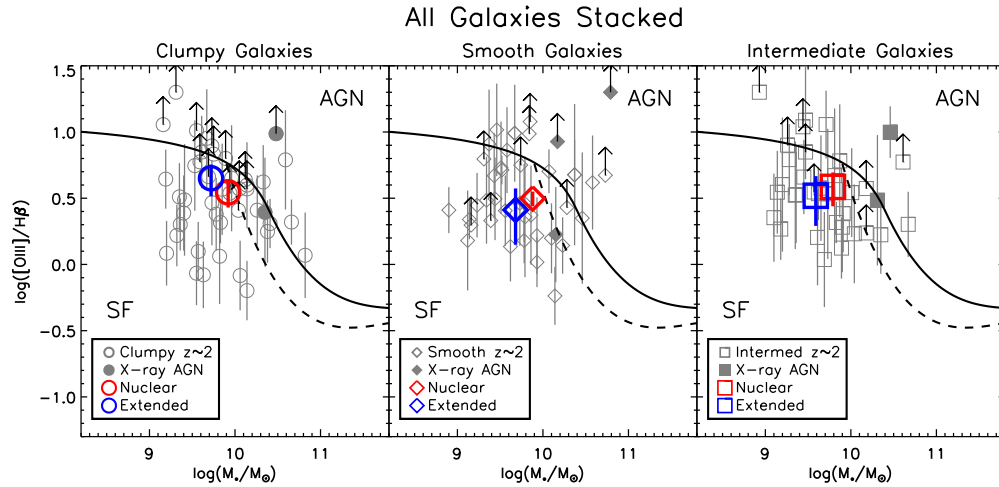 All Galaxies Stacked
Clumpy Galaxies
Smooth Galaxies
Intermediate Galaxies
log([OIII]/Hβ)
1.5
1.0
0.5
0.0
−0.5
−1.0
AGN
SF
Clumpy z~2
X−ray AGN
Nuclear
Extended
AGN
SF
Smooth z~2
X−ray AGN
Nuclear
Extended
AGN
SF
Intermed z~2
X−ray AGN
Nuclear
Extended
9 10 11
9 10 11
9 10 11
log(M*/M⊙)
log(M*/M⊙)
log(M*/M⊙)